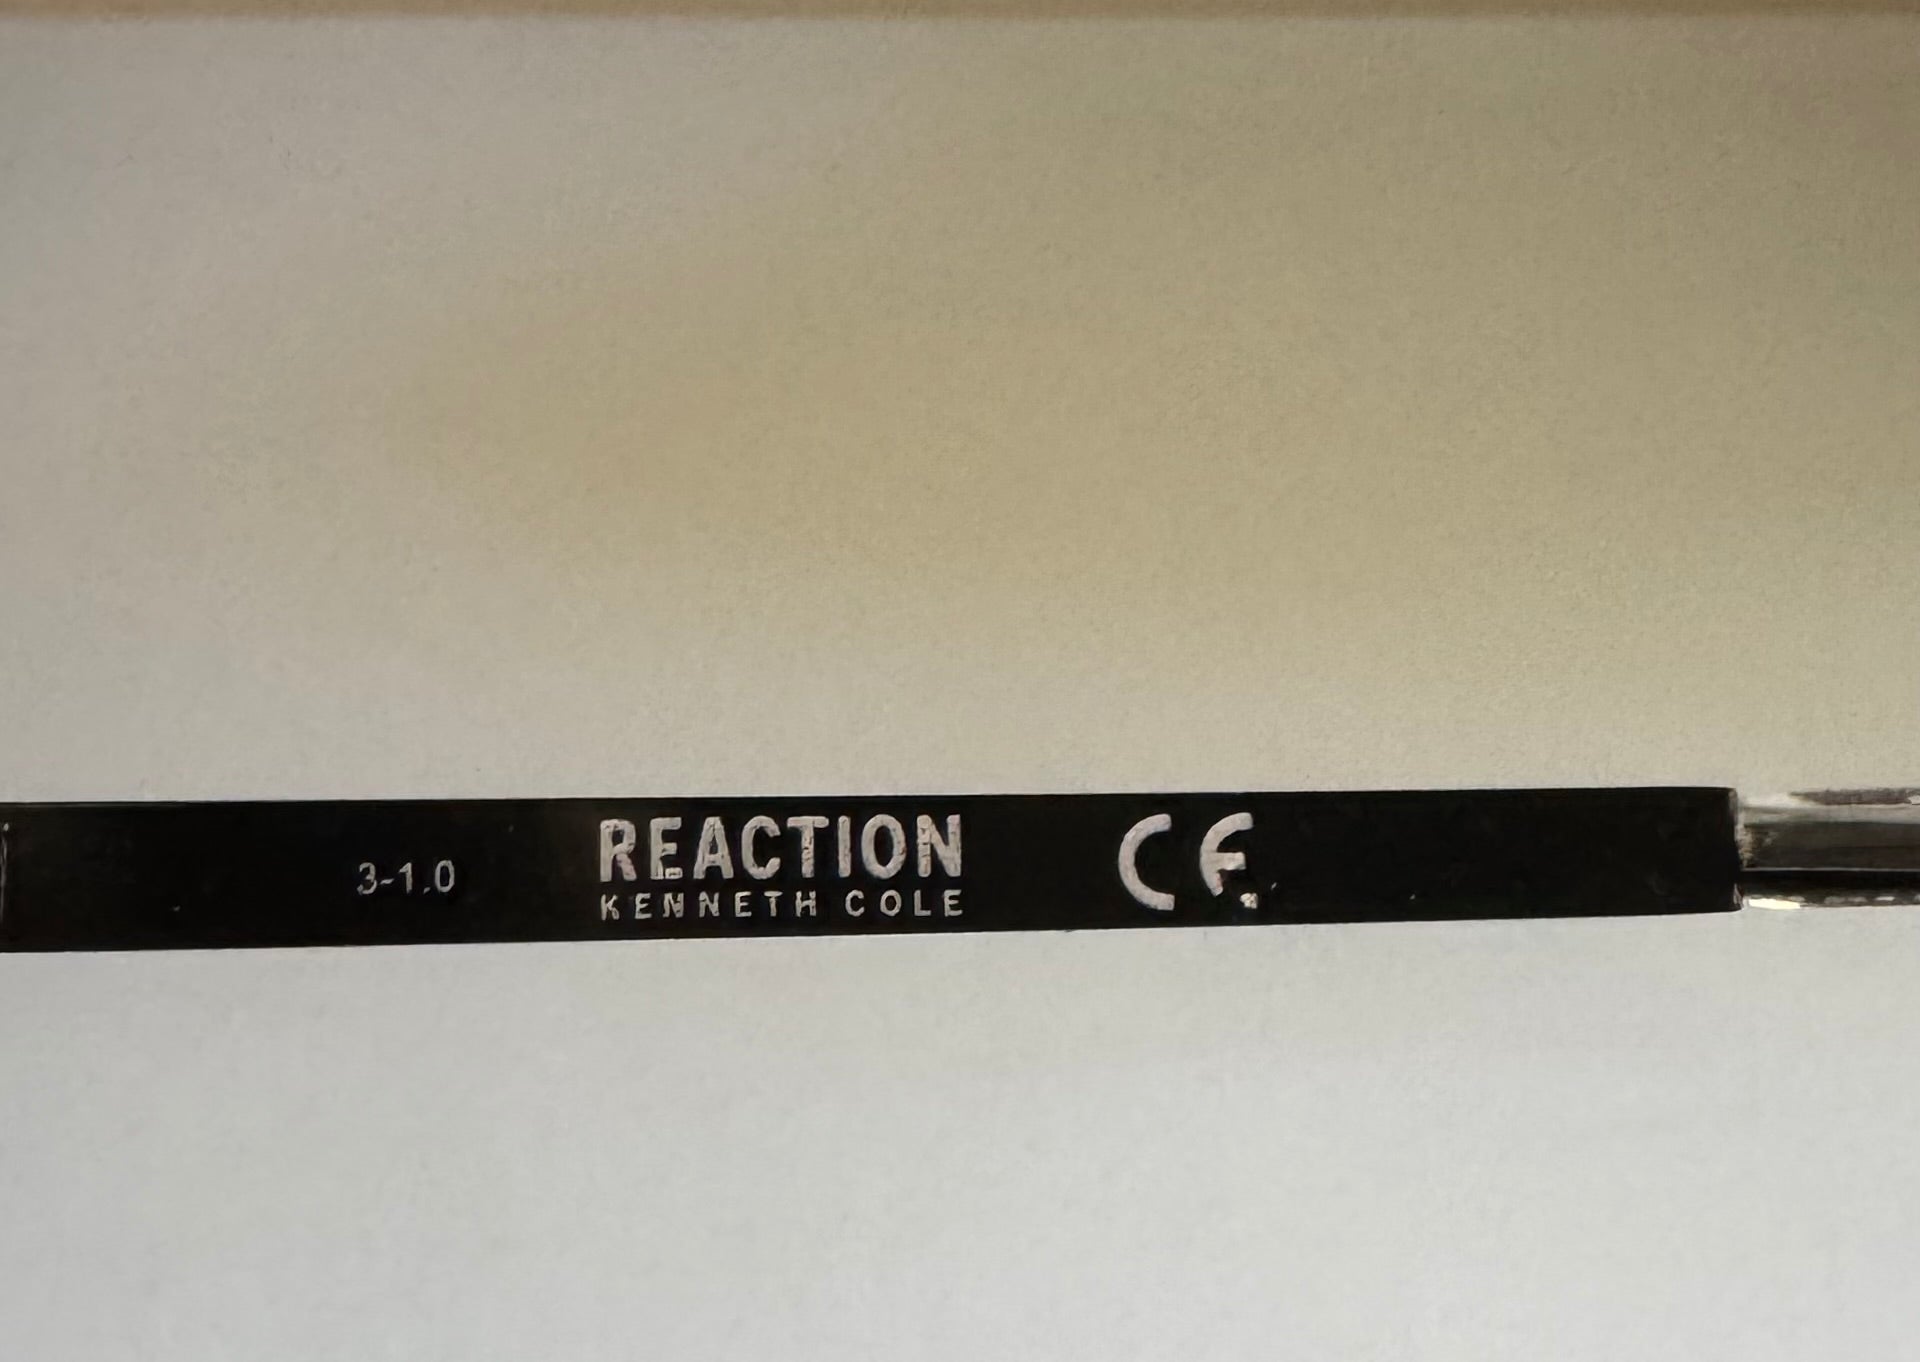 3-1.0
REACTION
KENNETH COLE
CE